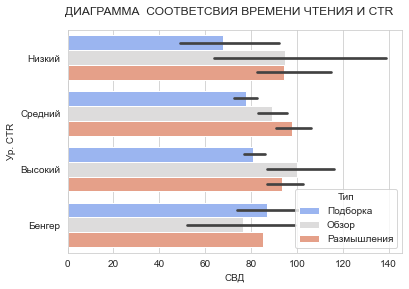 ДИАГРАММА  СООТВЕТСВИЯ ВРЕМЕНИ ЧТЕНИЯ И CTR
Ур. CTR
Низкий
Средний
Высокий
Бенгер
Тип
Подборка
Обзор
Размышления
0 20 40 60 80 100 120 140
СВД